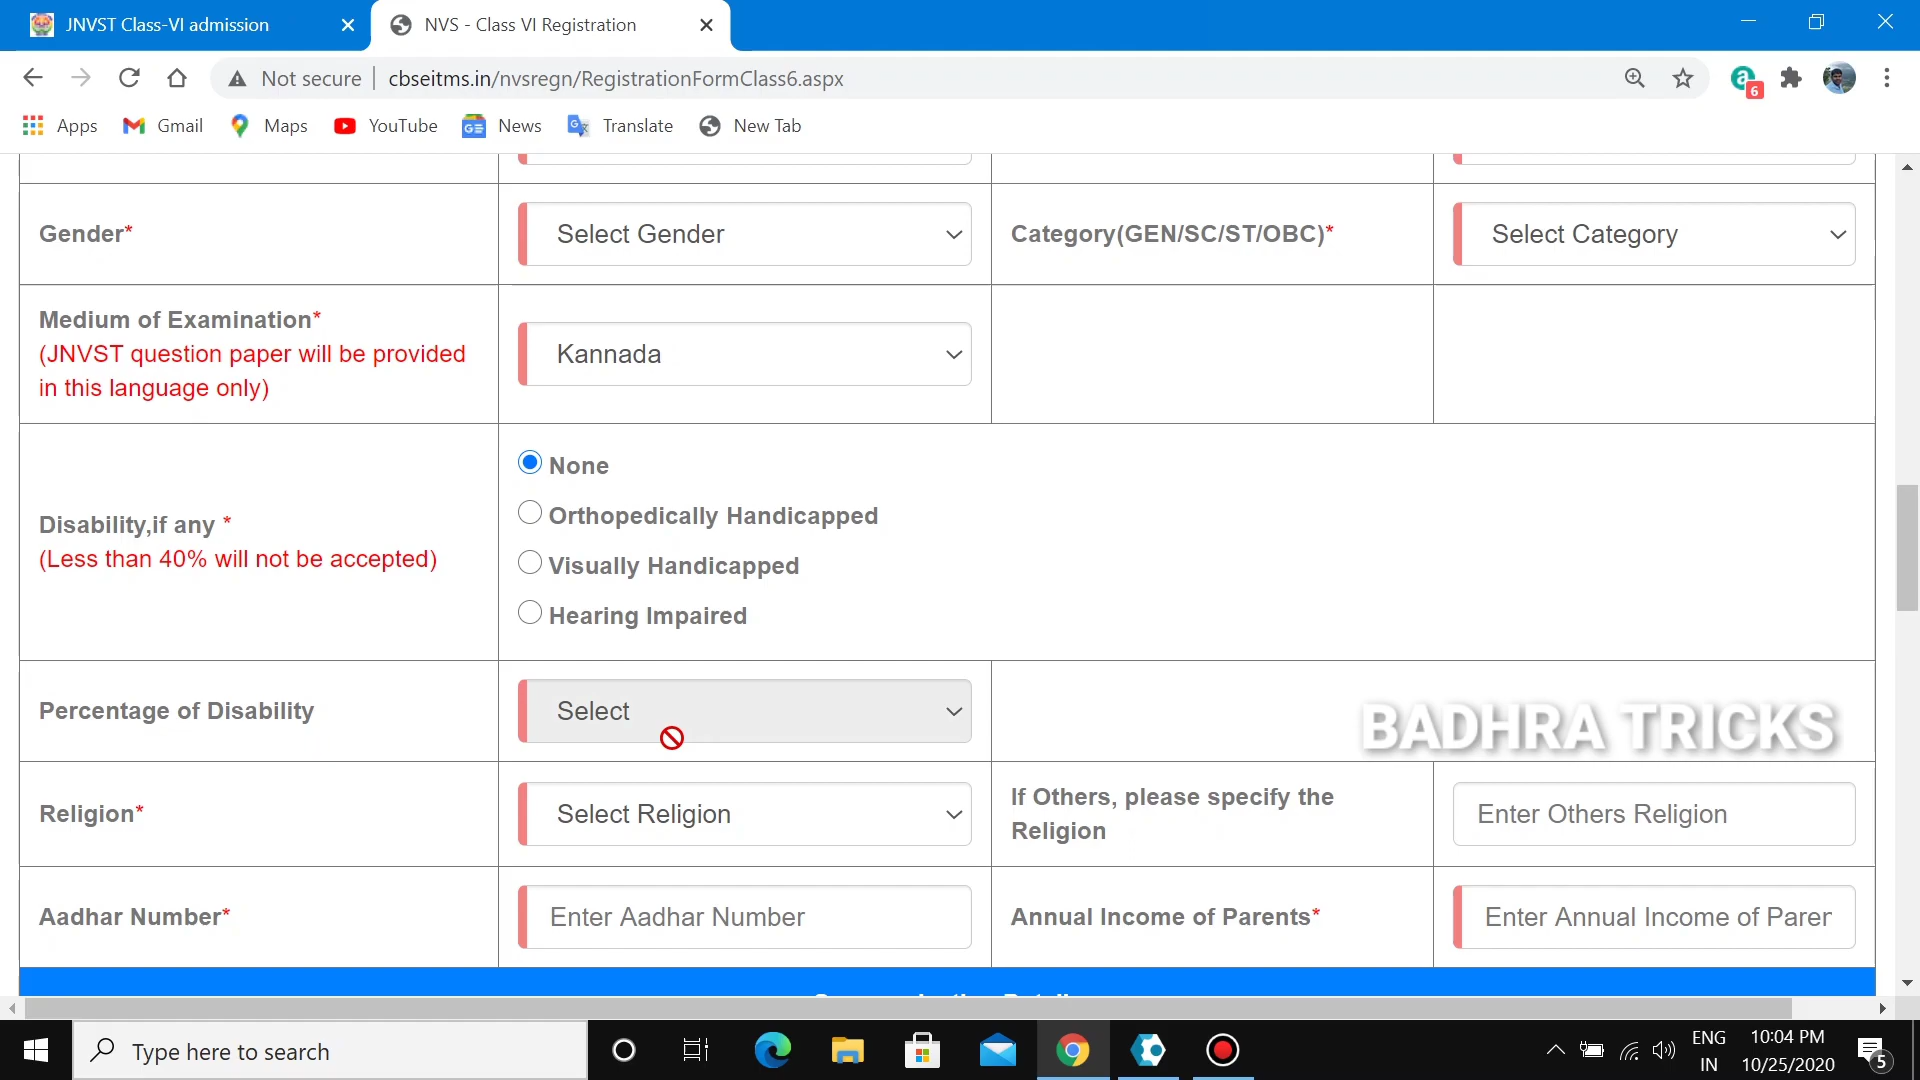 JNVST Class-VI admission
NVS - Class VI Registration
Not secure
cbseitms.in/nvsregn/RegistrationFormClass6.aspx
6
Apps
Gmail
Maps
YouTube
News
Translate
New Tab
Gender*
Select Gender
Category(GEN/SC/ST/OBC)*
Select Category
Medium of Examination*
(JNVST question paper will be provided
in this language only)
Kannada
Disability,if any *
(Less than 40% will not be accepted)
None
Orthopedically Handicapped
Visually Handicapped
Hearing Impaired
Percentage of Disability
Select
BADHRA TRICKS
Religion*
Select Religion
If Others, please specify the
Religion
Enter Others Religion
Aadhar Number*
Enter Aadhar Number
Annual Income of Parents*
Enter Annual Income of Paren
Type here to search
ENG
IN
10:04 PM
10/25/2020
5